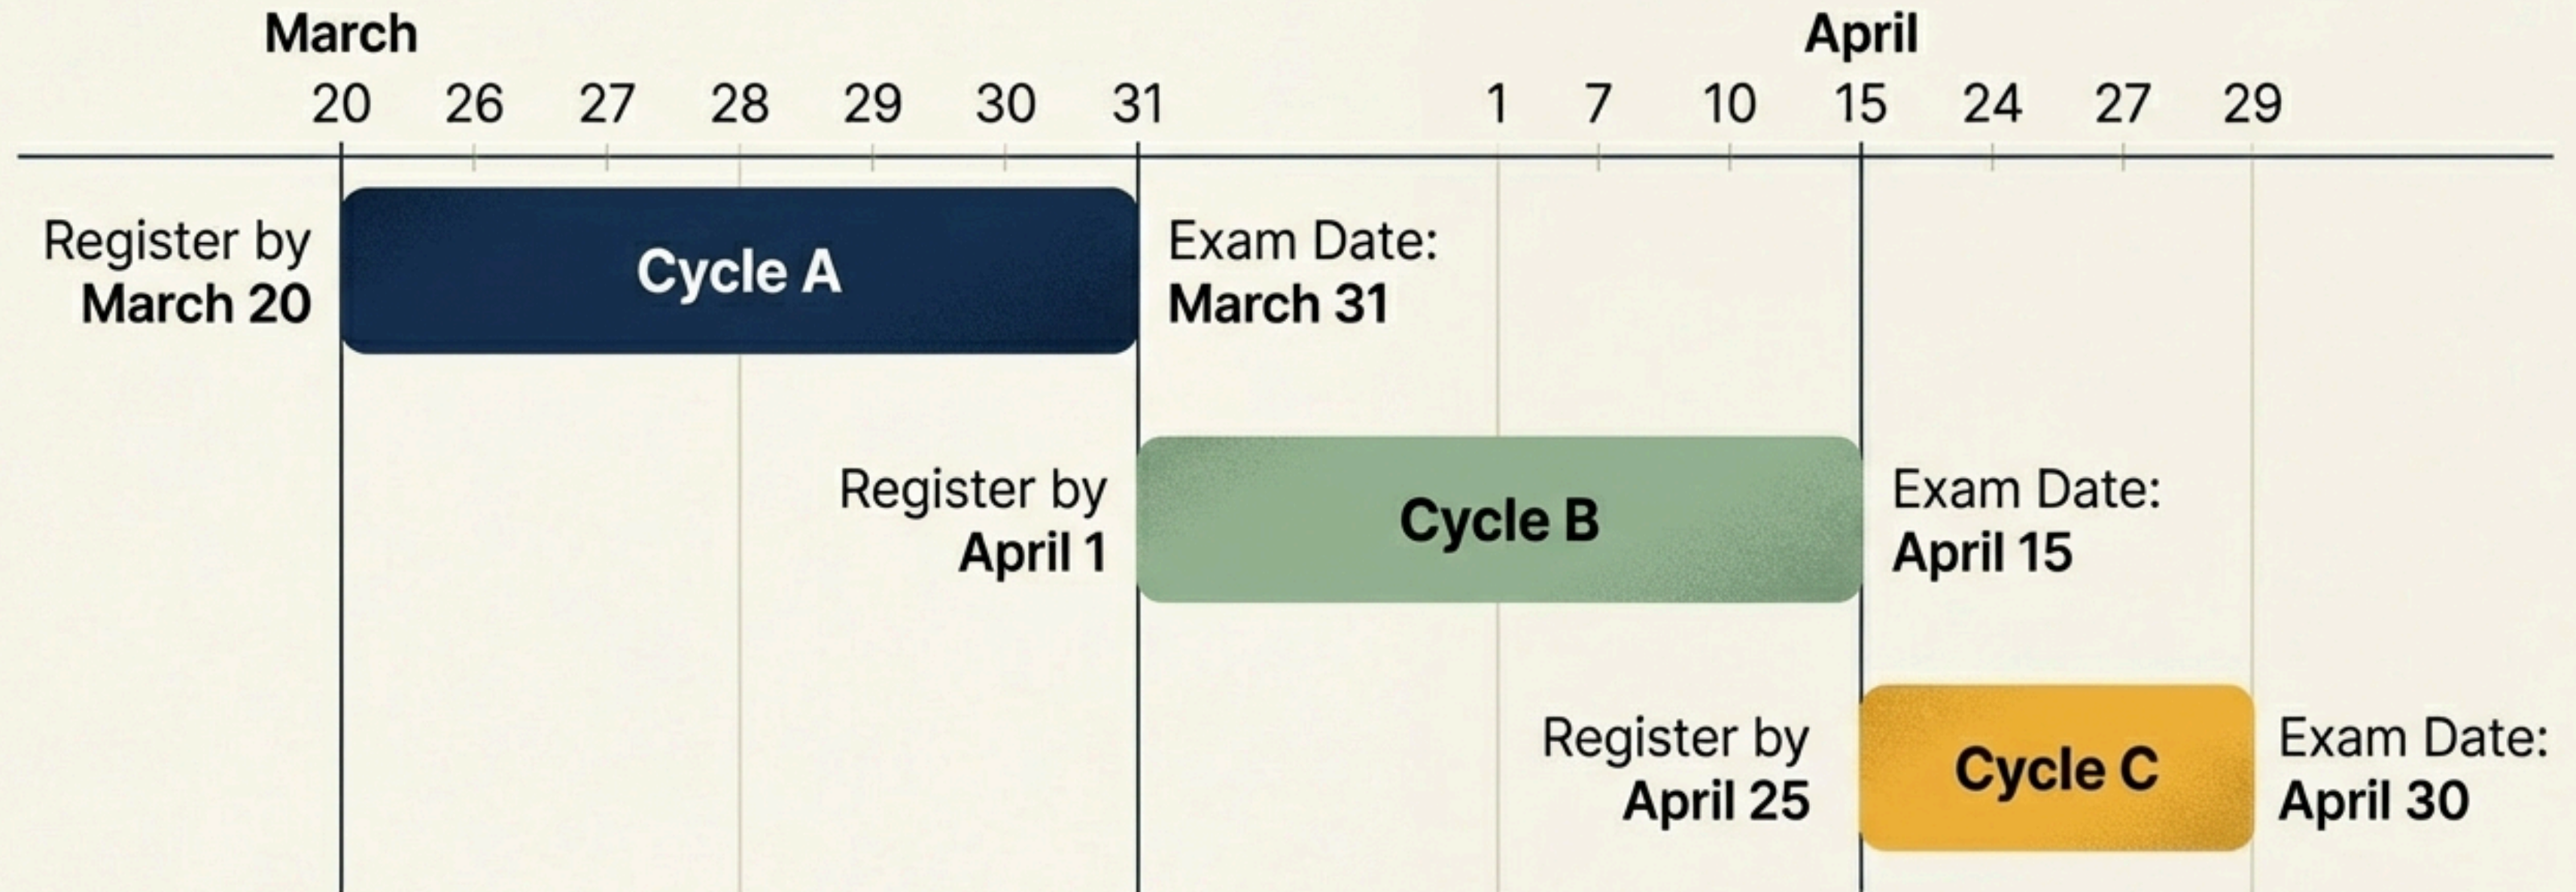 March
April
20 26 27 28 29 30 31 1 7 10 15 24 27 29
Register by
March 20
Cycle A
Exam Date:
March 31
Register by
April 1
Cycle B
Exam Date:
April 15
Register by
April 25
Cycle C
Exam Date:
April 30